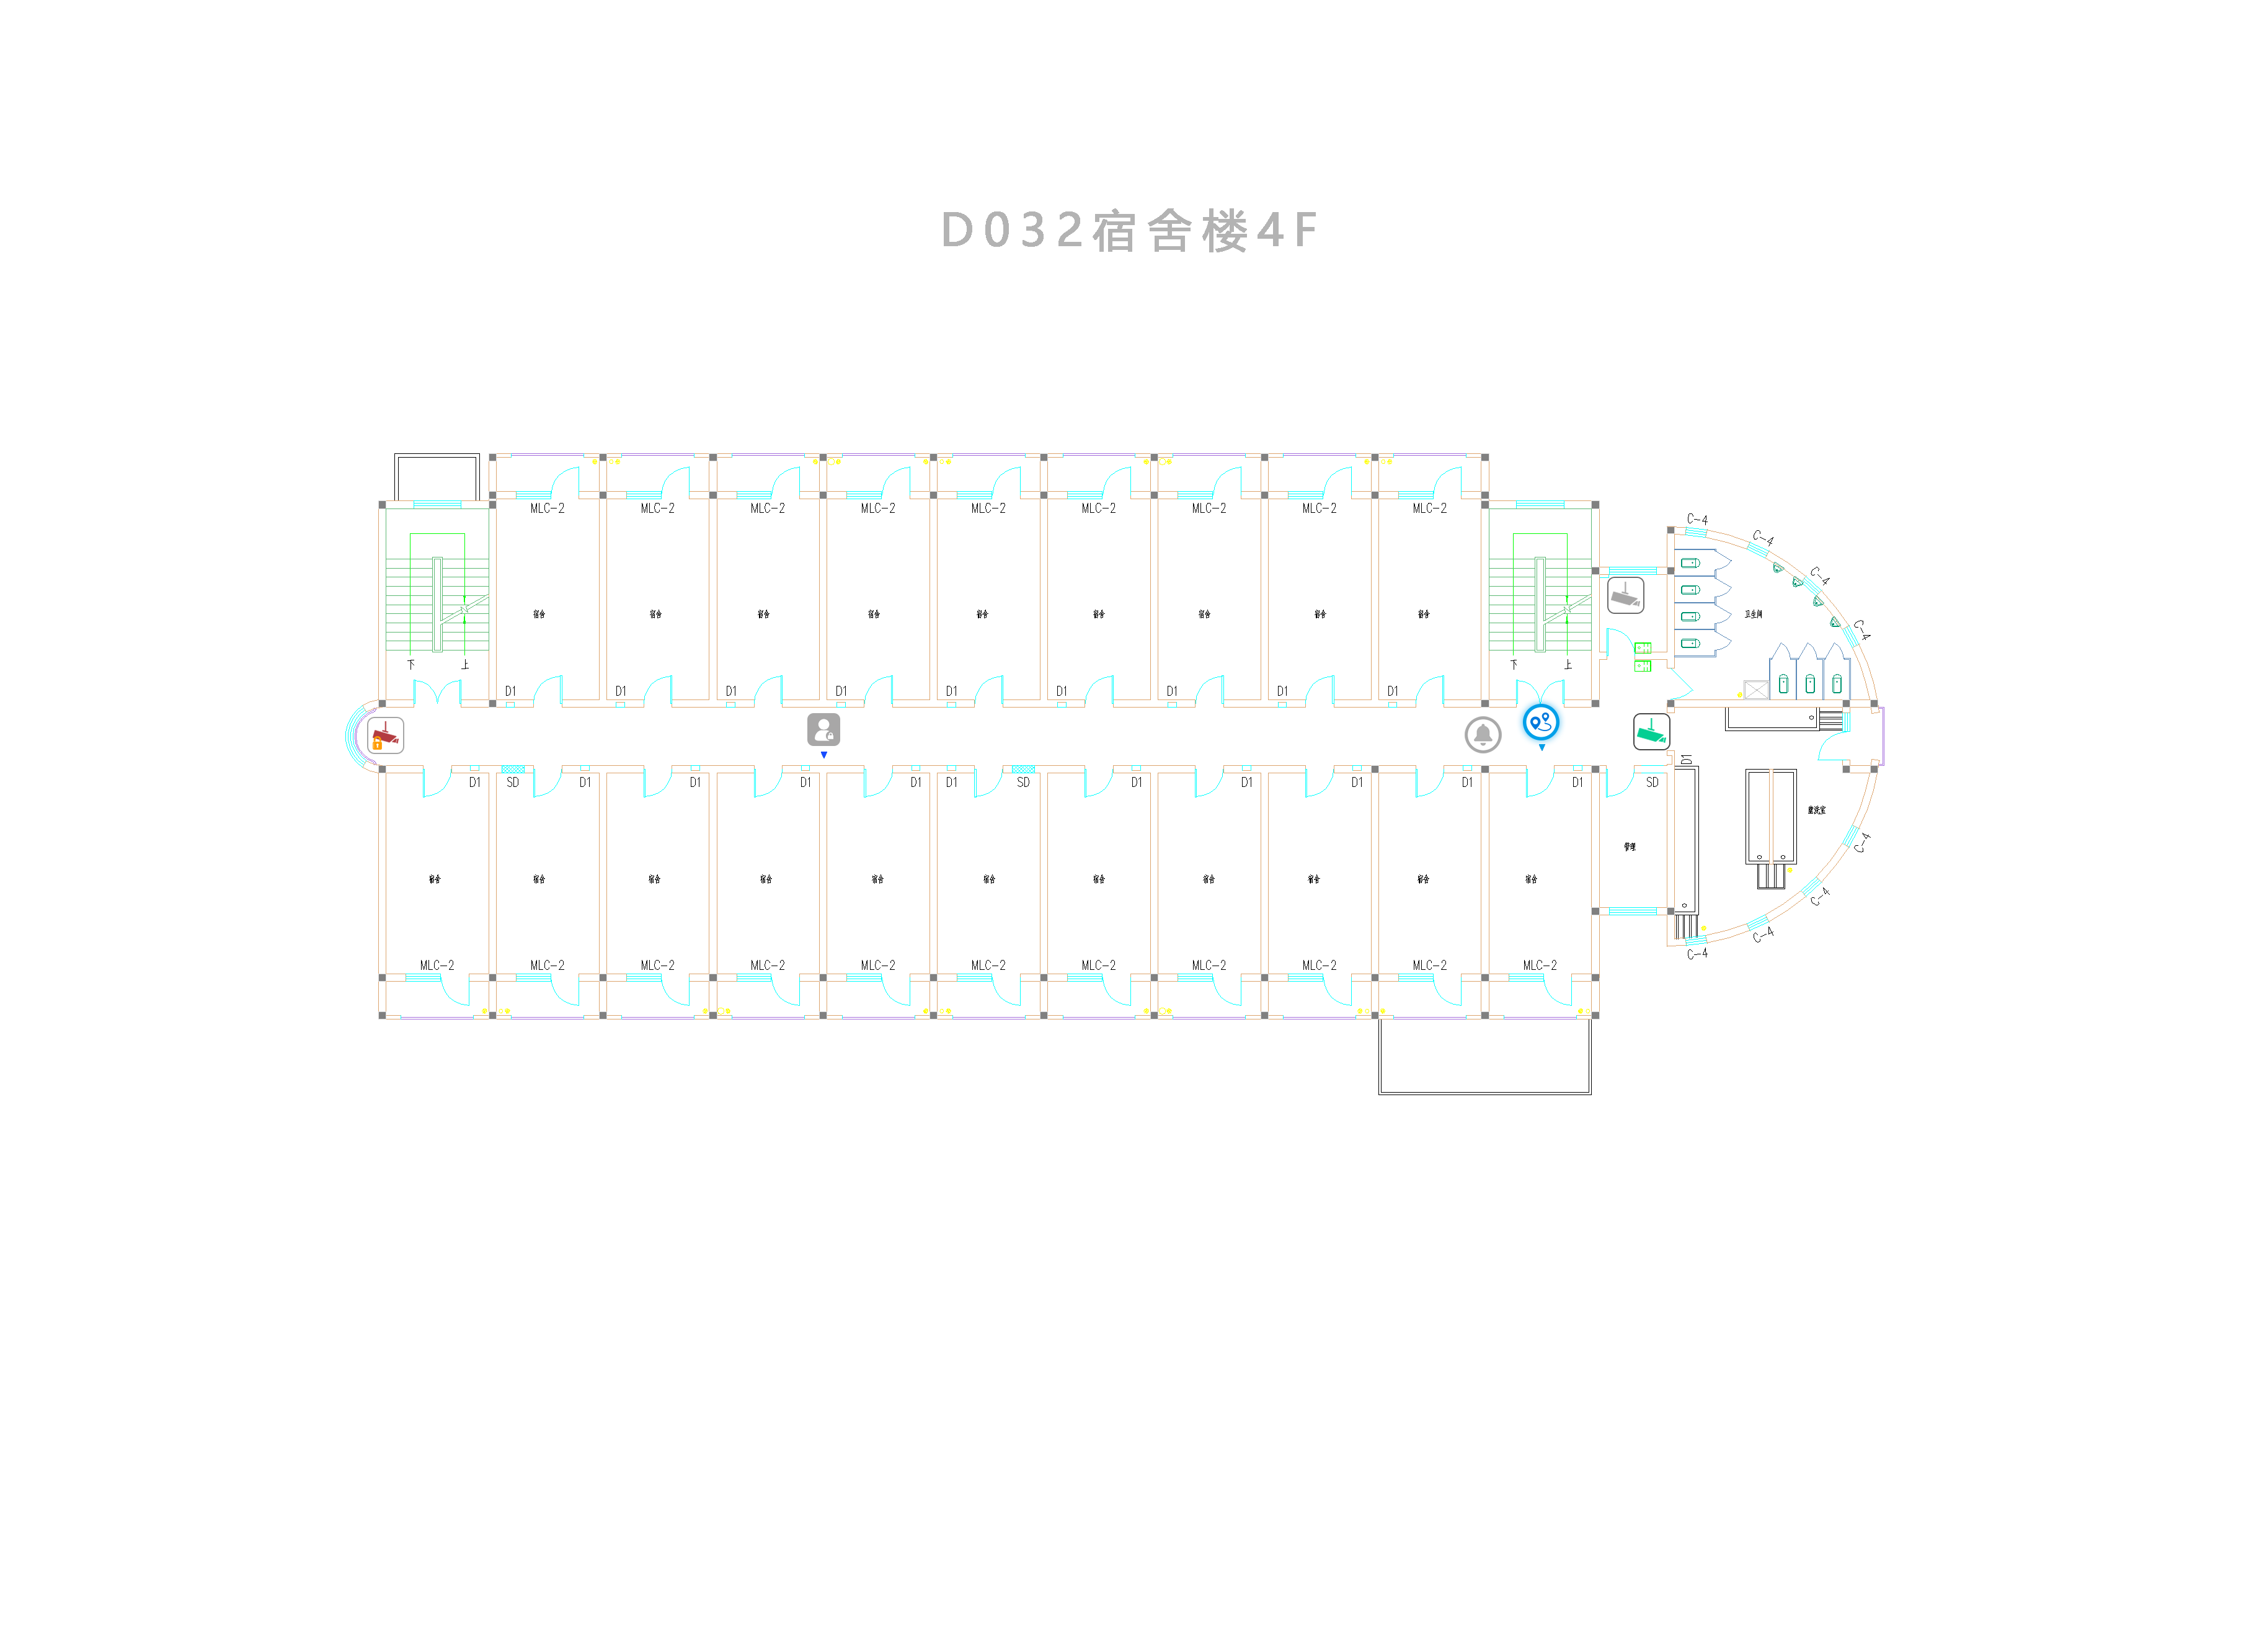 D032宿舍楼4F
C-4
MLC-2 MLC-2 MLC-2 MLC-2 MLC-2 MLC-2 MLC-2 MLC-2 MLC-2
C-4
C-4
宿舍 宿舍 宿舍 宿舍 宿舍 宿舍 宿舍 宿舍 宿舍 卫生间
C-4
下 上 下 上
D1 D1 D1 D1 D1 D1 D1 D1 D1
D1
D1 SD D1 D1 D1 D1 D1 SD D1 D1 D1 D1 D1 SD
盥洗室
C-4
管理
宿舍 宿舍 宿舍 宿舍 宿舍 宿舍 宿舍 宿舍 宿舍 宿舍 宿舍
C-4
C-4
C-4
MLC-2 MLC-2 MLC-2 MLC-2 MLC-2 MLC-2 MLC-2 MLC-2 MLC-2 MLC-2 MLC-2